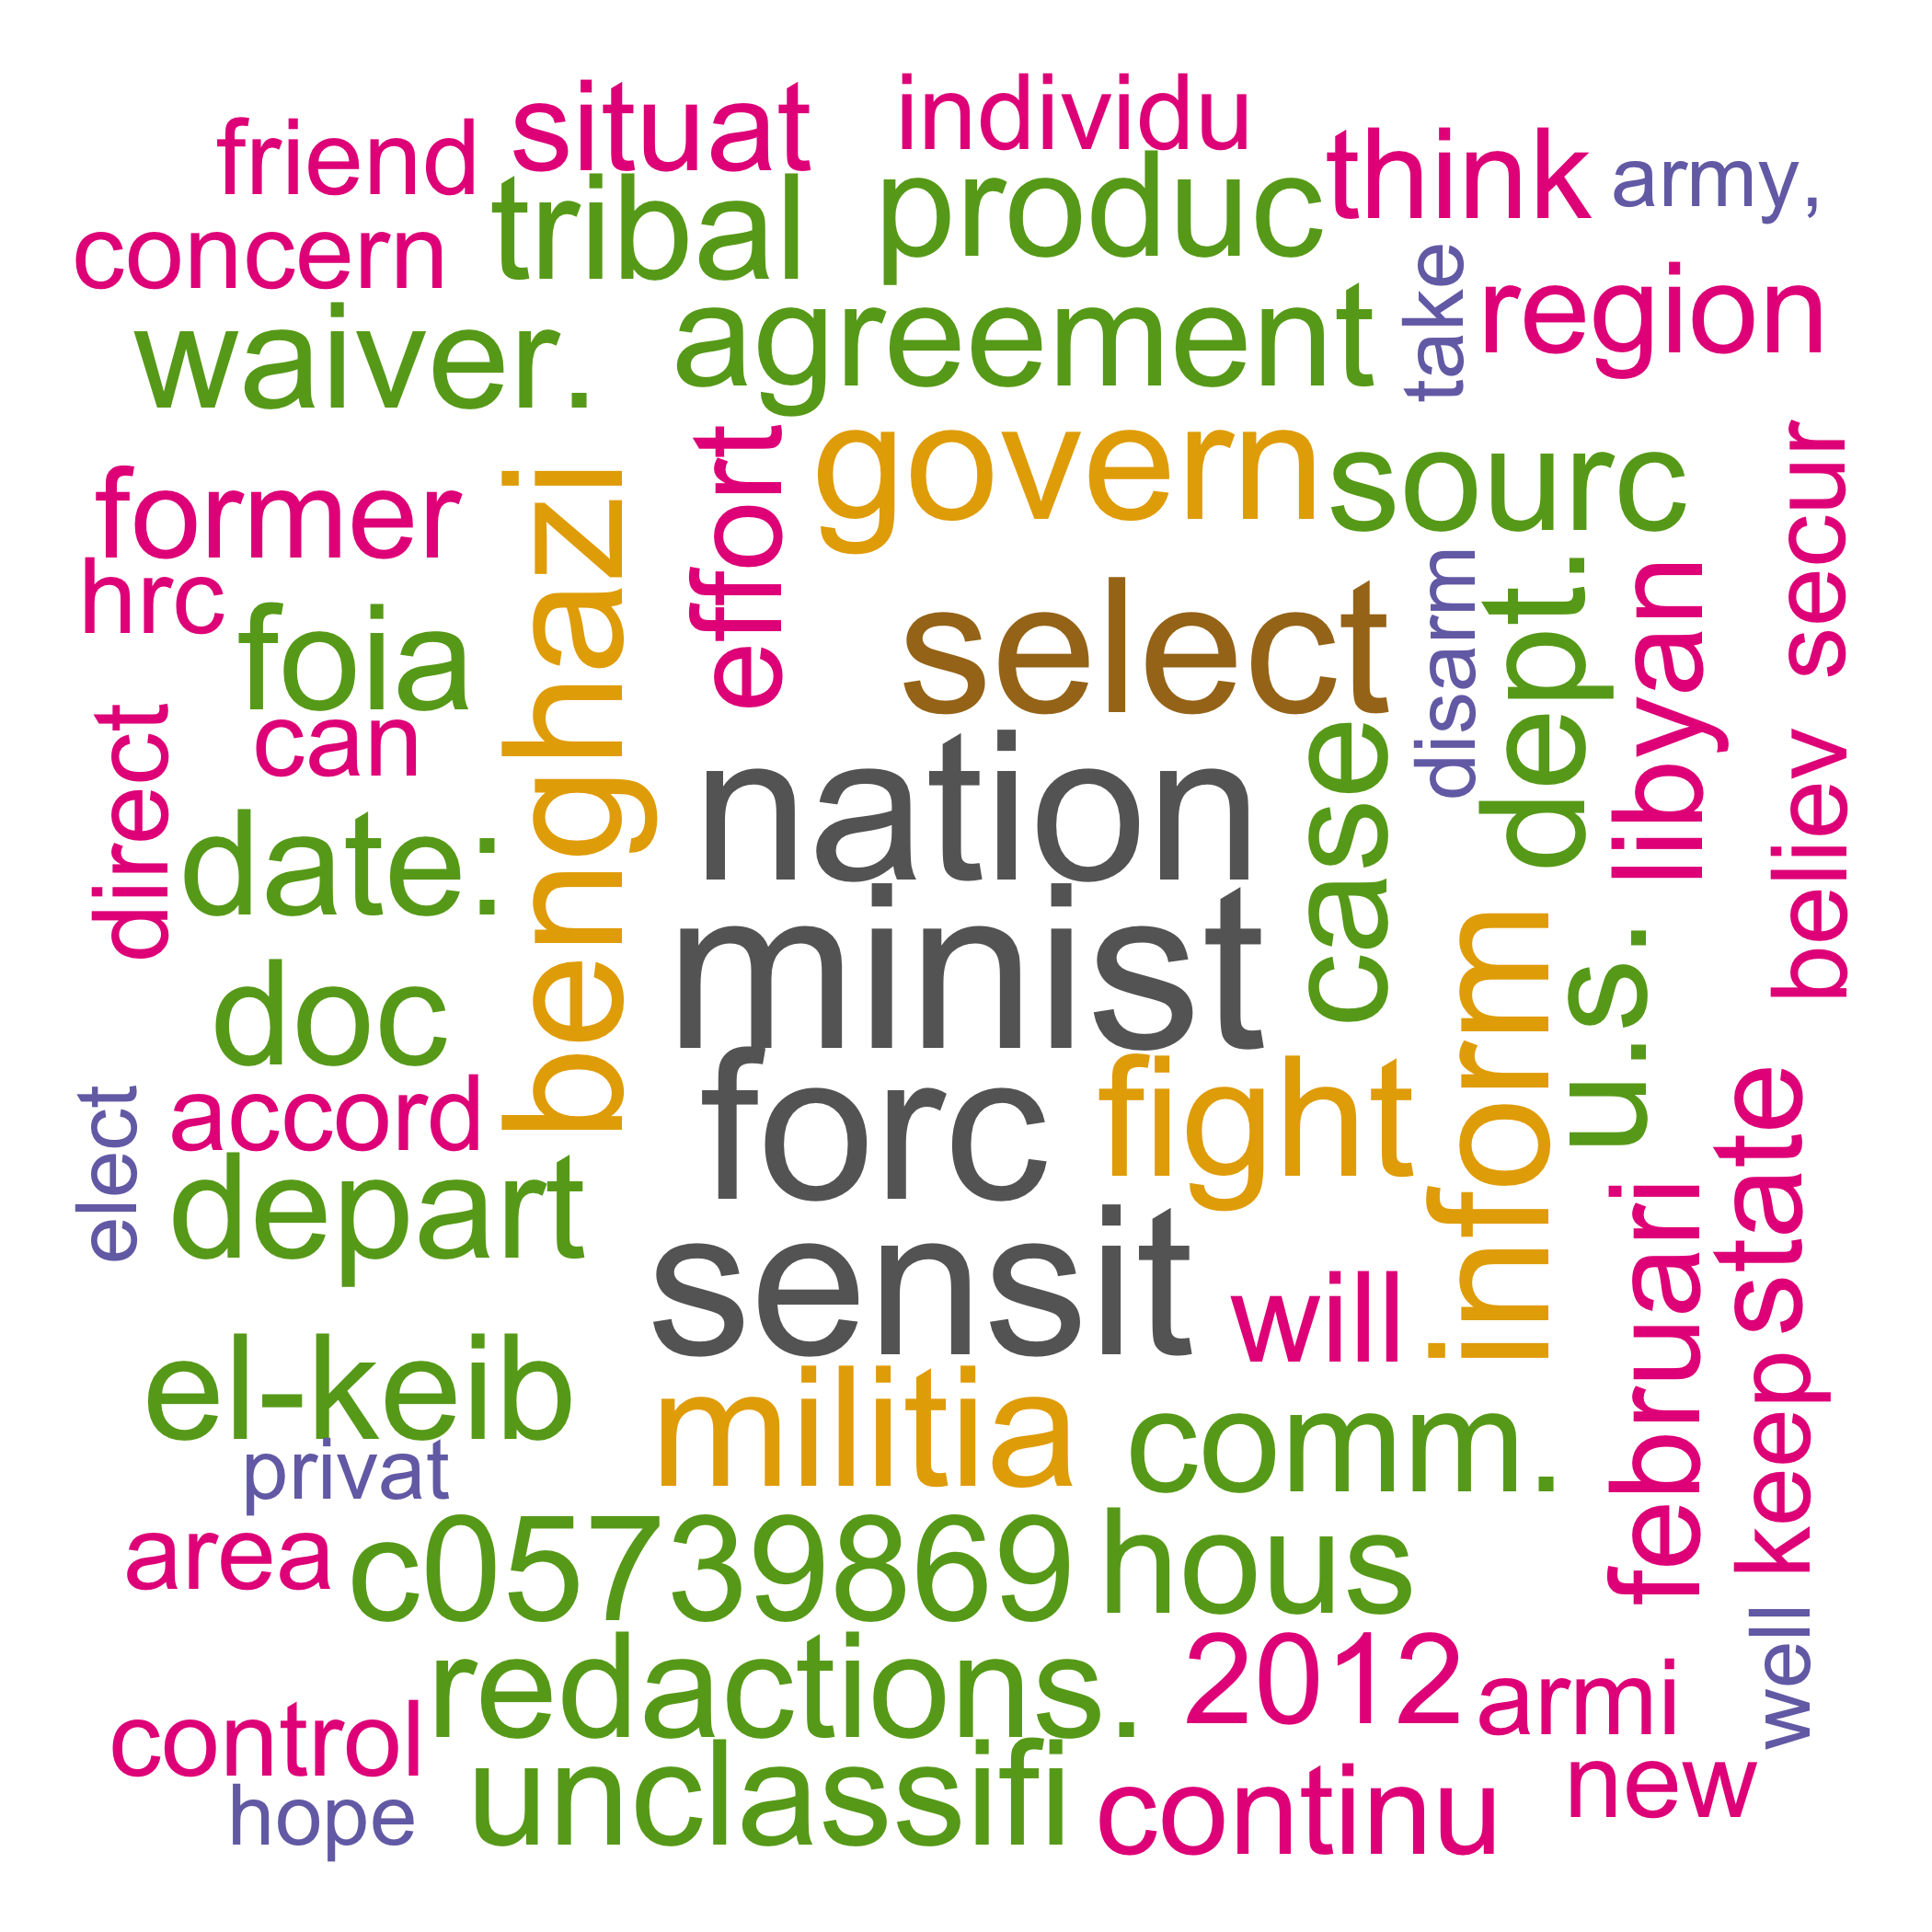 individu
situat
friend
think
army,
tribal
produc
concern
take
region
waiver.
agreement
effort
govern
sourc
secur
former
benghazi
hrc
select
disarm
dept.
libyan
foia
can
direct
nation
case
believ
date:
minist
inform
u.s.
doc
forc
fight
elect
accord
state
depart
sensit
februari
will
el-keib
militia
comm.
keep
privat
area
c05739869
hous
well
redactions.
2012
armi
control
unclassifi
continu
new
hope